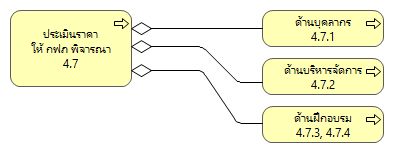 ประเมินราคา
ให้ กฟภ พิจารณา
4.7
ด้านบุคลากร
4.7.1
ด้านบริหารจัดการ
4.7.2
ด้านฝึกอบรม
4.7.3, 4.7.4